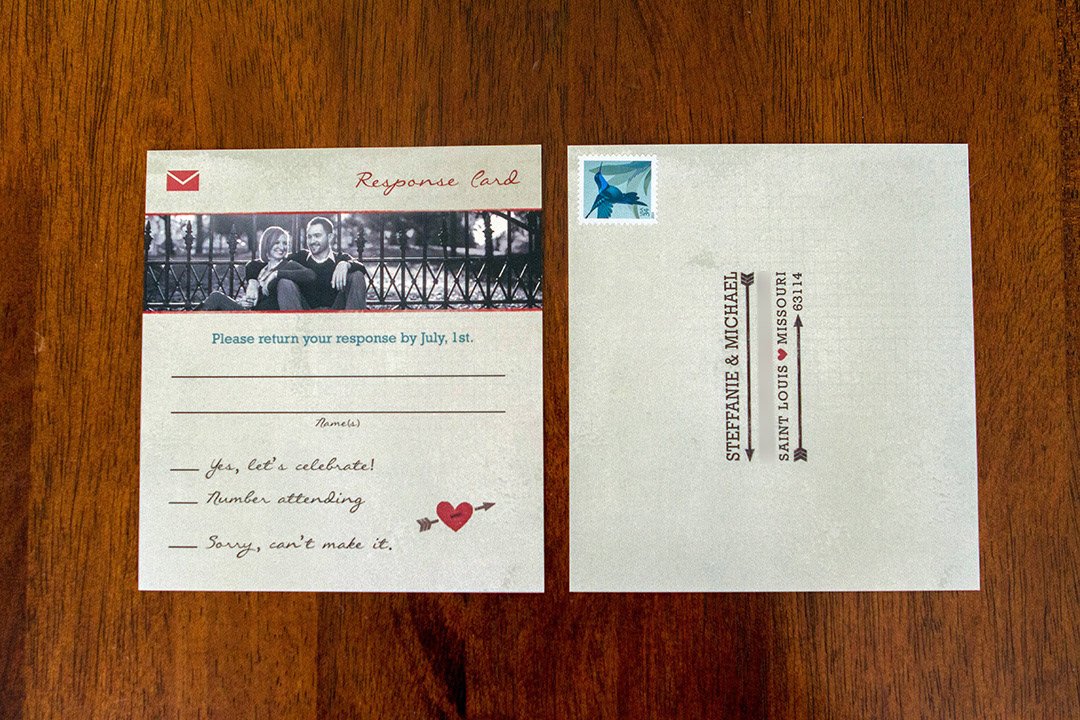 Response Card
Please return your response by July, 1st.
Name(s)
Yes, let's celebrate!
Number attending
Sorry, can't make it.
STEFFANIE & MICHAEL
SAINT LOUIS MISSOURI
63114